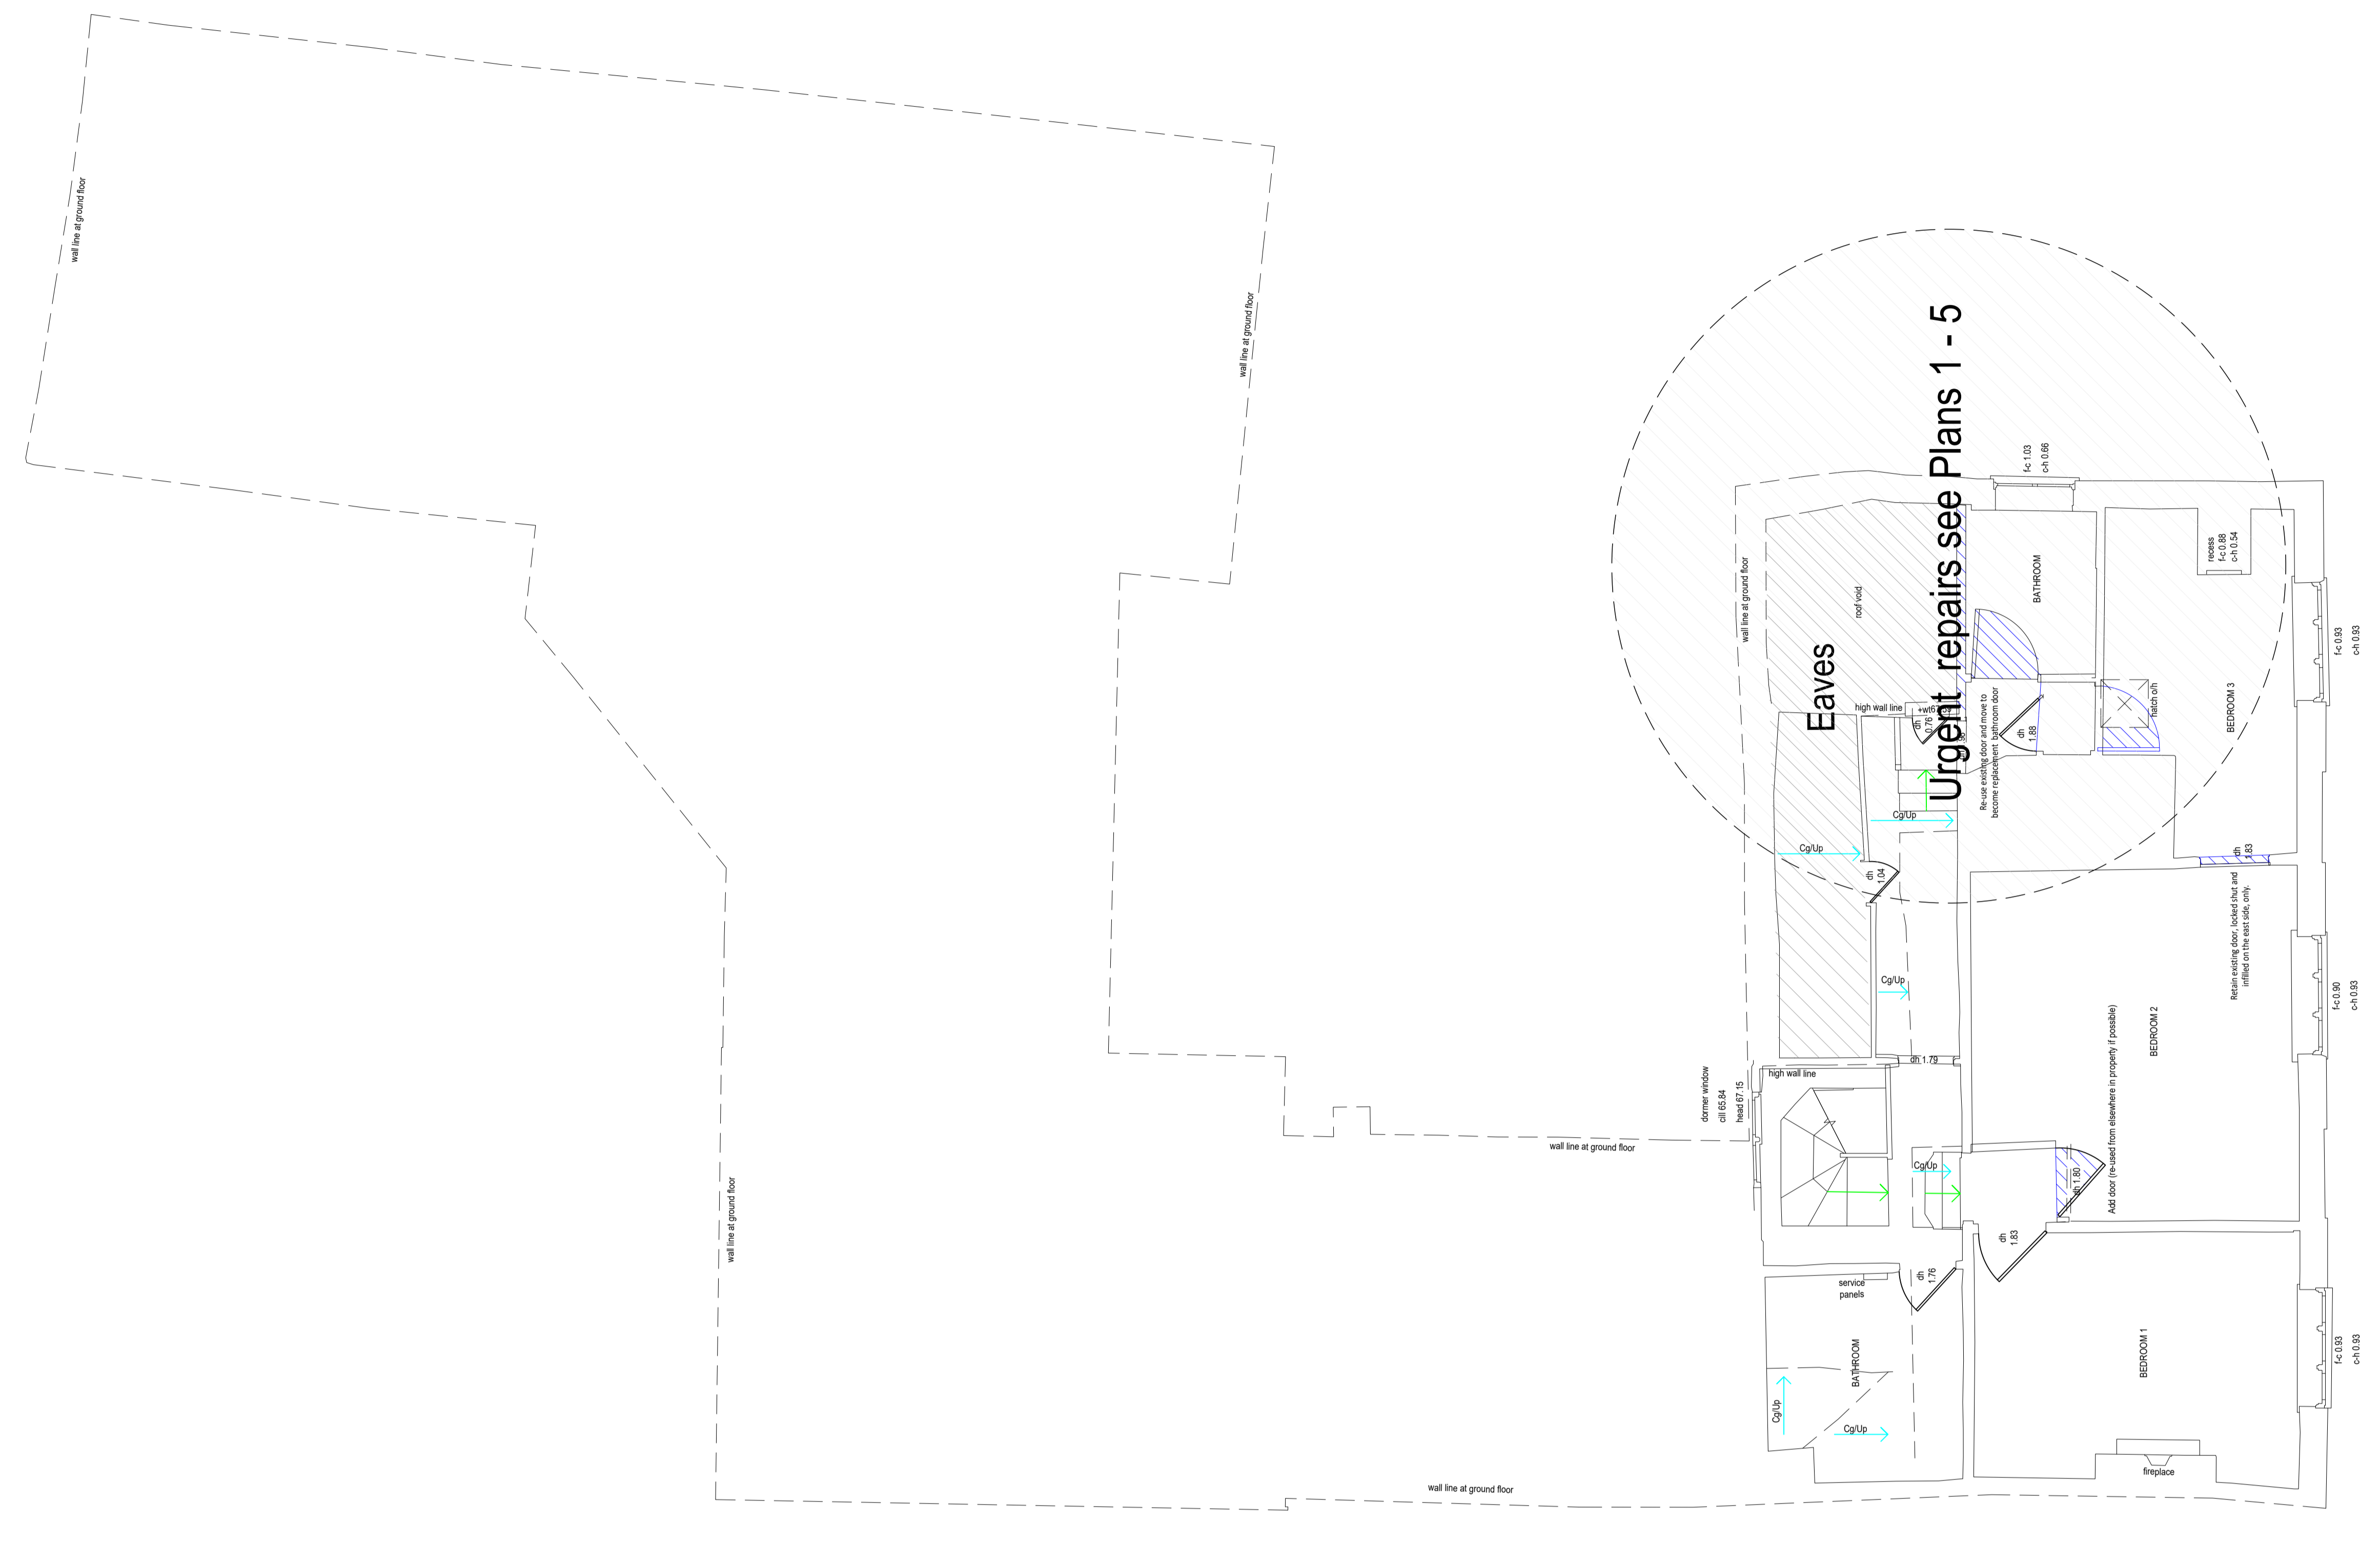 wall line at ground floor
wall line at ground floor
Urgent repairs see Plans 1 - 5
f-c 1.03
c-h 0.66
recess
f-c 0.88
c-h 0.54
wall line at ground floor
roof void
BATHROOM
Eaves
f-c 0.93
c-h 0.93
high wall line
dh
0.76
Re-use existing door and move to
become replacement bathroom door
dh
1.88
hatch o/h
BEDROOM 3
Cg/Up
Cg/Up
dh
1.04
dh
1.83
Retain existing door, locked shut and
infilled on the east side, only.
Cg/Up
f-c 0.90
c-h 0.93
BEDROOM 2
dh 1.79
high wall line
dormer window
cill 65.84
head 67.15
Add door (re-used from elsewhere in property if possible)
wall line at ground floor
Cg/Up
dh 1.80
wall line at ground floor
dh
1.83
dh
1.76
service
panels
BATHROOM
BEDROOM 1
f-c 0.93
c-h 0.93
Cg/Up
Cg/Up
fireplace
wall line at ground floor